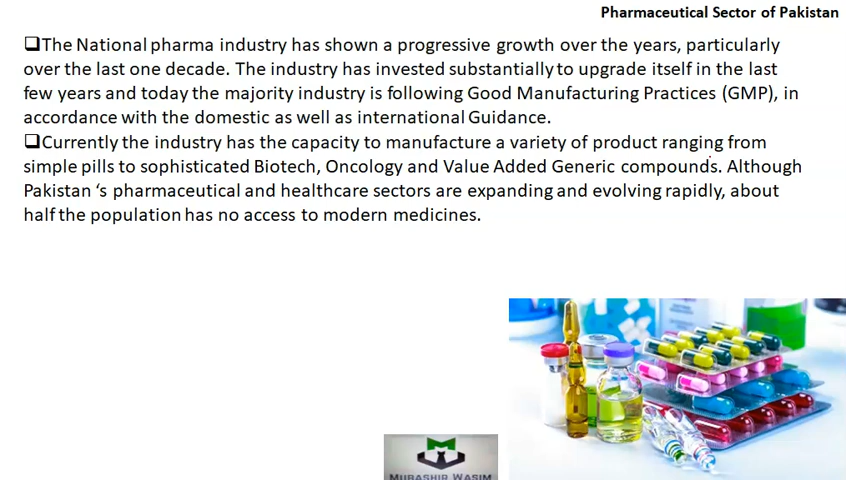 Pharmaceutical Sector of Pakistan
❑The National pharma industry has shown a progressive growth over the years, particularly
over the last one decade. The industry has invested substantially to upgrade itself in the last
few years and today the majority industry is following Good Manufacturing Practices (GMP), in
accordance with the domestic as well as international Guidance.
❑Currently the industry has the capacity to manufacture a variety of product ranging from
simple pills to sophisticated Biotech, Oncology and Value Added Generic compounds. Although
Pakistan ‘s pharmaceutical and healthcare sectors are expanding and evolving rapidly, about
half the population has no access to modern medicines.
MUBASHIR WASIM